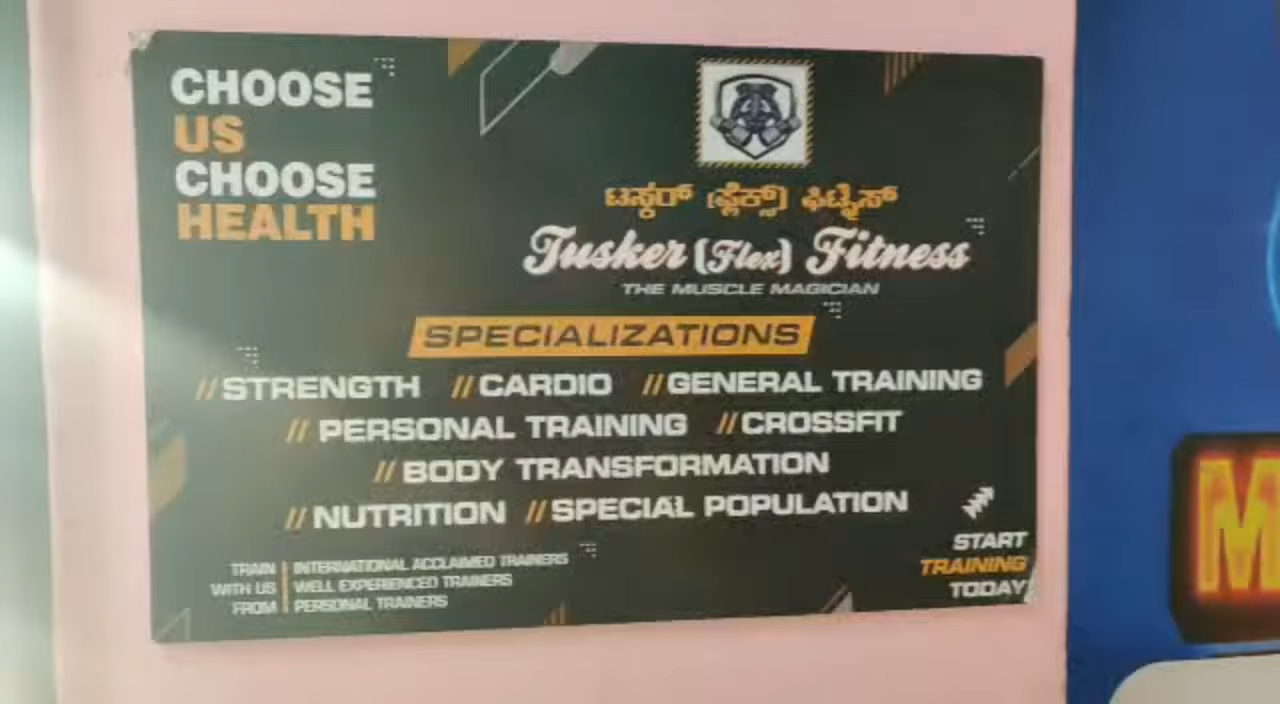 CHOOSE
US
CHOOSE
HEALTH
ಟಸ್ಕರ್ (ಫ್ಲೆಕ್ಸ್) ಫಿಟ್ನೆಸ್
Tusker (Flex) Fitness
THE MUSCLE MAGICIAN
SPECIALIZATIONS
// STRENGTH // CARDIO // GENERAL TRAINING
// PERSONAL TRAINING // CROSSFIT
// BODY TRANSFORMATION
// NUTRITION // SPECIAL POPULATION
TRAIN
WITH US
FROM
INTERNATIONAL ACCLAIMED TRAINERS
WELL EXPERIENCED TRAINERS
PERSONAL TRAINERS
START
TRAINING
TODAY
M